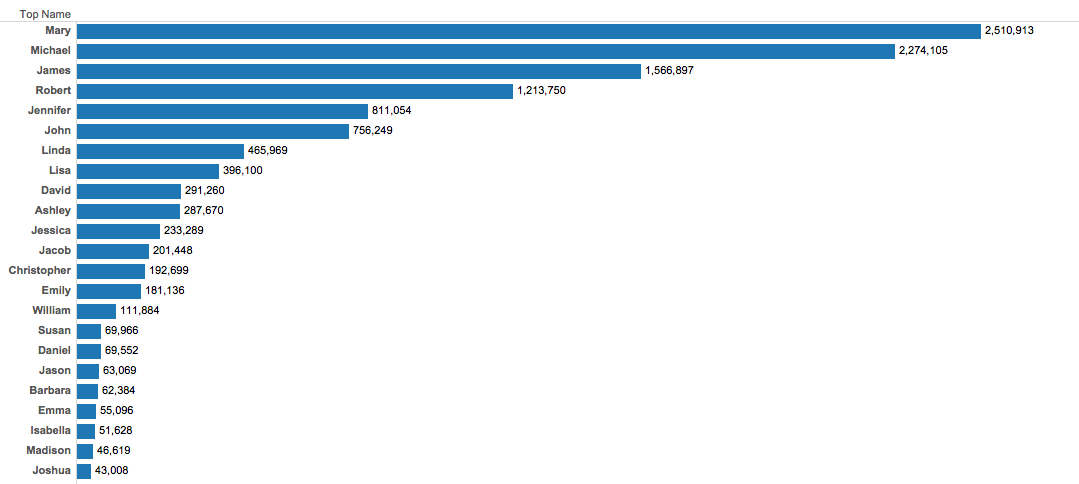 Top Name
Mary 2,510,913
Michael 2,274,105
James 1,566,897
Robert 1,213,750
Jennifer 811,054
John 756,249
Linda 465,969
Lisa 396,100
David 291,260
Ashley 287,670
Jessica 233,289
Jacob 201,448
Christopher 192,699
Emily 181,136
William 111,884
Susan 69,966
Daniel 69,552
Jason 63,069
Barbara 62,384
Emma 55,096
Isabella 51,628
Madison 46,619
Joshua 43,008